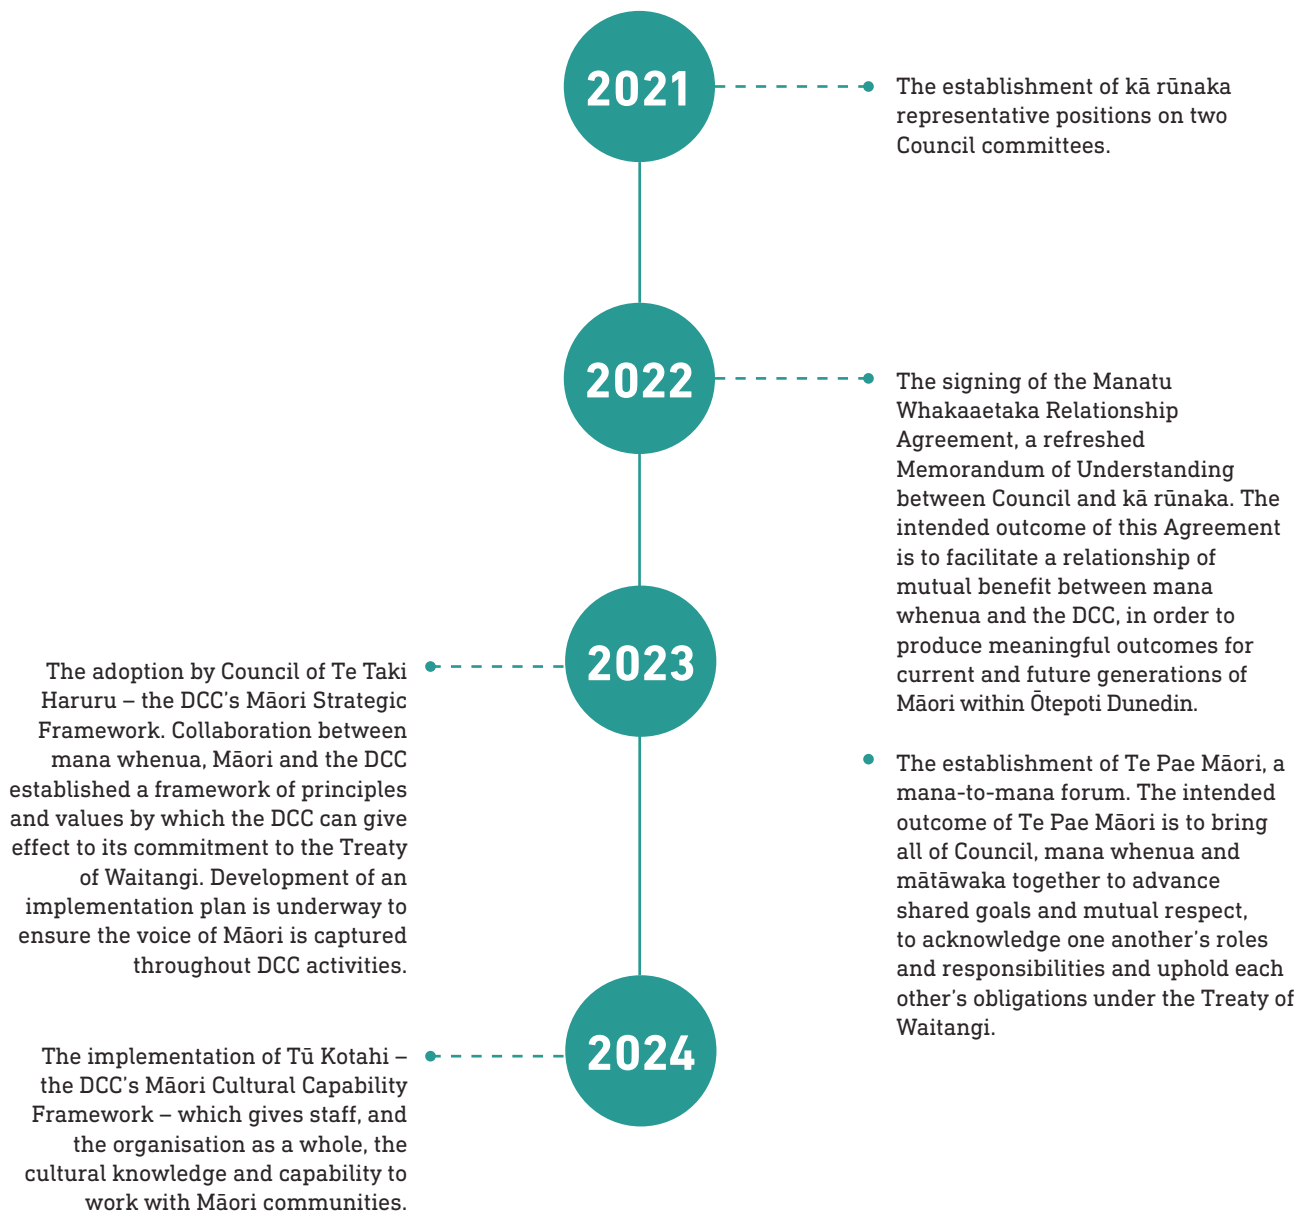 2021
The establishment of kā rūnaka
representative positions on two
Council committees.
2022
The signing of the Manatu
Whakaaetaka Relationship
Agreement, a refreshed
Memorandum of Understanding
between Council and kā rūnaka. The
intended outcome of this Agreement
is to facilitate a relationship of
mutual benefit between mana
whenua and the DCC, in order to
produce meaningful outcomes for
current and future generations of
Māori within Ōtepoti Dunedin.
The establishment of Te Pae Māori, a
mana-to-mana forum. The intended
outcome of Te Pae Māori is to bring
all of Council, mana whenua and
mātāwaka together to advance
shared goals and mutual respect,
to acknowledge one another’s roles
and responsibilities and uphold each
other’s obligations under the Treaty of
Waitangi.
2023
The adoption by Council of Te Taki
Haruru – the DCC’s Māori Strategic
Framework. Collaboration between
mana whenua, Māori and the DCC
established a framework of principles
and values by which the DCC can give
effect to its commitment to the Treaty
of Waitangi. Development of an
implementation plan is underway to
ensure the voice of Māori is captured
throughout DCC activities.
2024
The implementation of Tū Kotahi –
the DCC’s Māori Cultural Capability
Framework – which gives staff, and
the organisation as a whole, the
cultural knowledge and capability to
work with Māori communities.